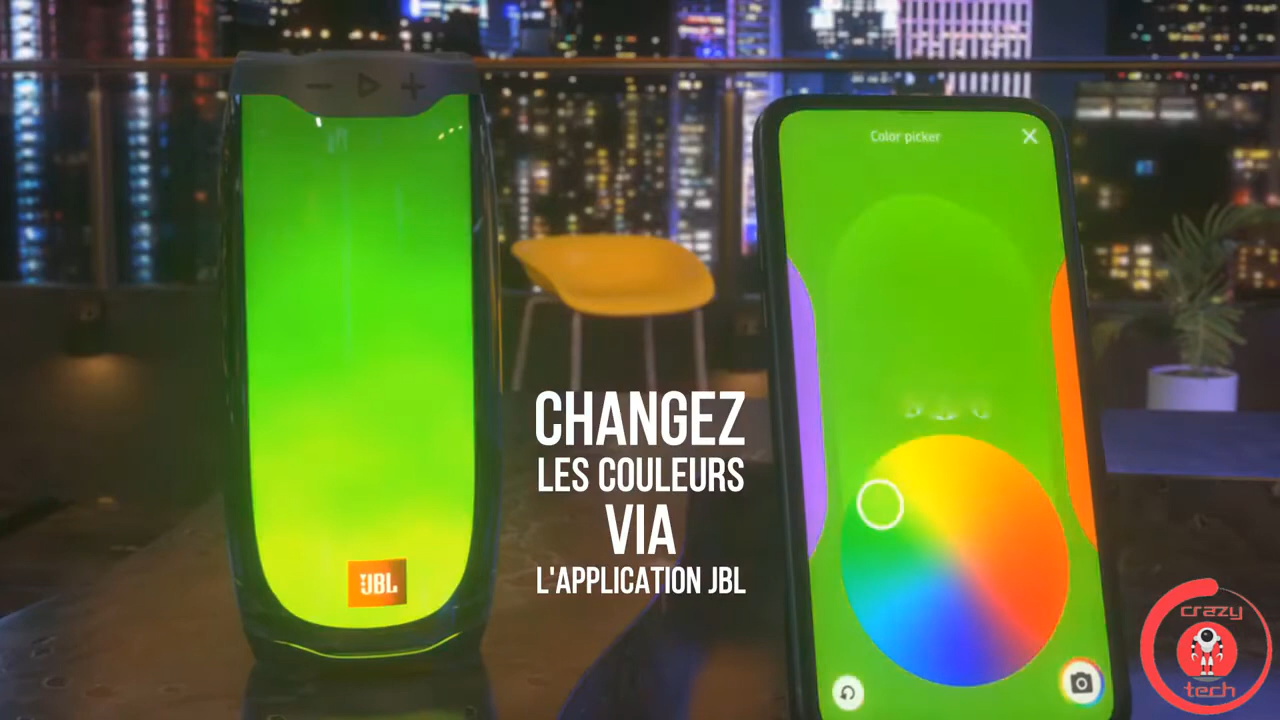 Color picker
CHANGEZ
LES COULEURS
VIA
L'APPLICATION JBL
JBL
crazy
tech